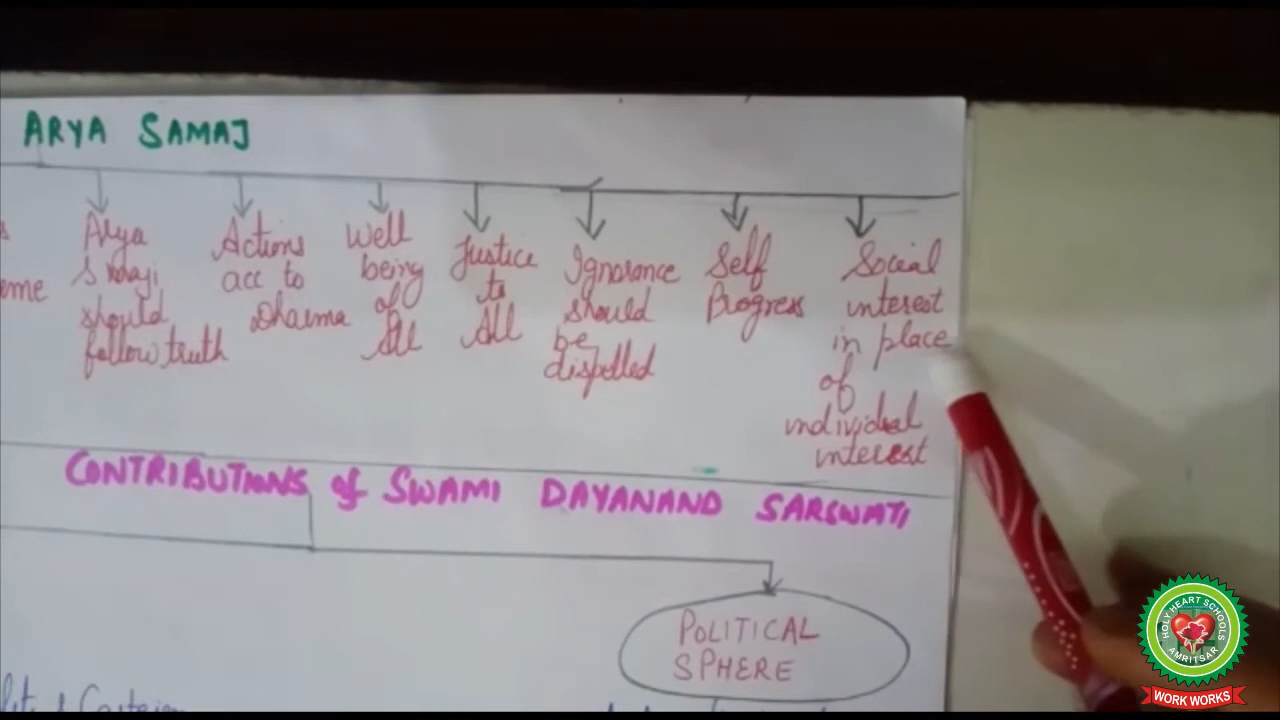 ARYA SAMAJ
eme
Arya
Smaji
should
follow truth
Actions
acc to
Dharma
Well
being
of
All
Justice
to
All
Ignorance
should
be
dispelled
Self
Progress
Social
interest
in place
of
individual
interest
CONTRIBUTIONS of SWAMI DAYANAND SARSWATI
POLITICAL
SPHERE
HOLY HEART SCHOOLS
AMRITSAR
WORK WORKS